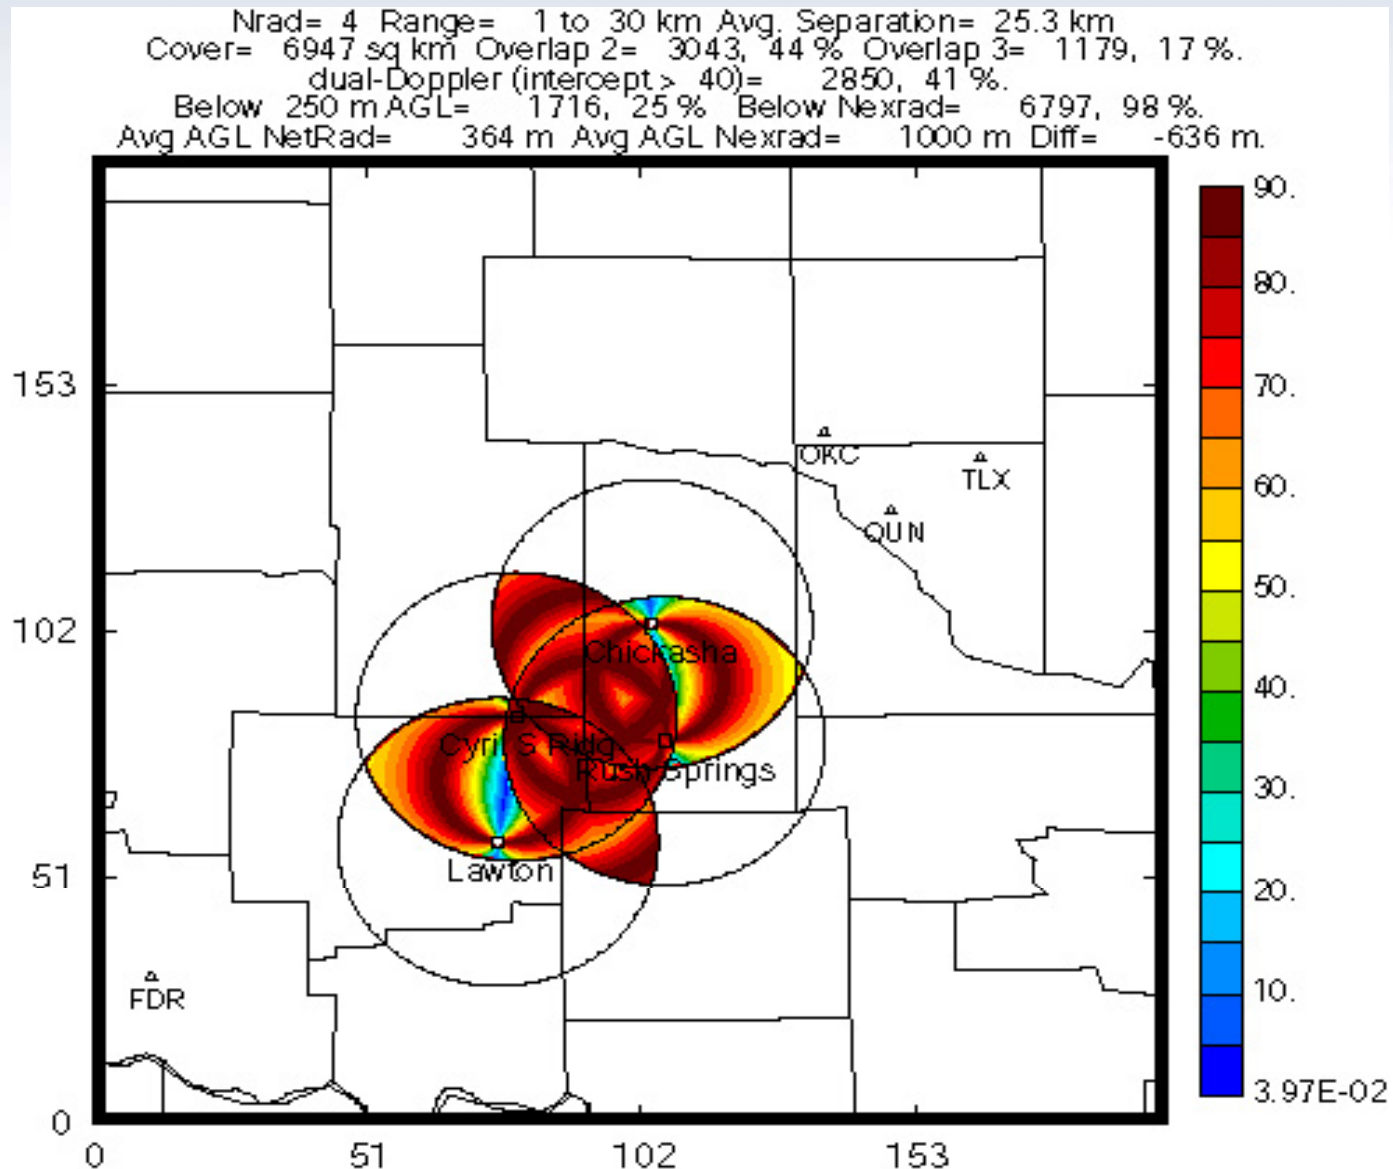 Nrad= 4 Range= 1 to 30 km Avg. Separation= 25.3 km
Cover= 6947 sq km Overlap 2= 3043, 44 % Overlap 3= 1179, 17 %.
dual-Doppler (intercept > 40)= 2850, 41 %.
Below 250 m AGL= 1716, 25 % Below Nexrad= 6797, 98 %.
Avg AGL NetRad= 364 m Avg AGL Nexrad= 1000 m Diff= -636 m.
90.
80.
70.
60.
50.
40.
30.
20.
10.
3.97E-02
153
102
51
0
OKC
TLX
OUN
Chickasha
Cyril S Ridg
Rush Springs
Lawton
FDR
0 51 102 153